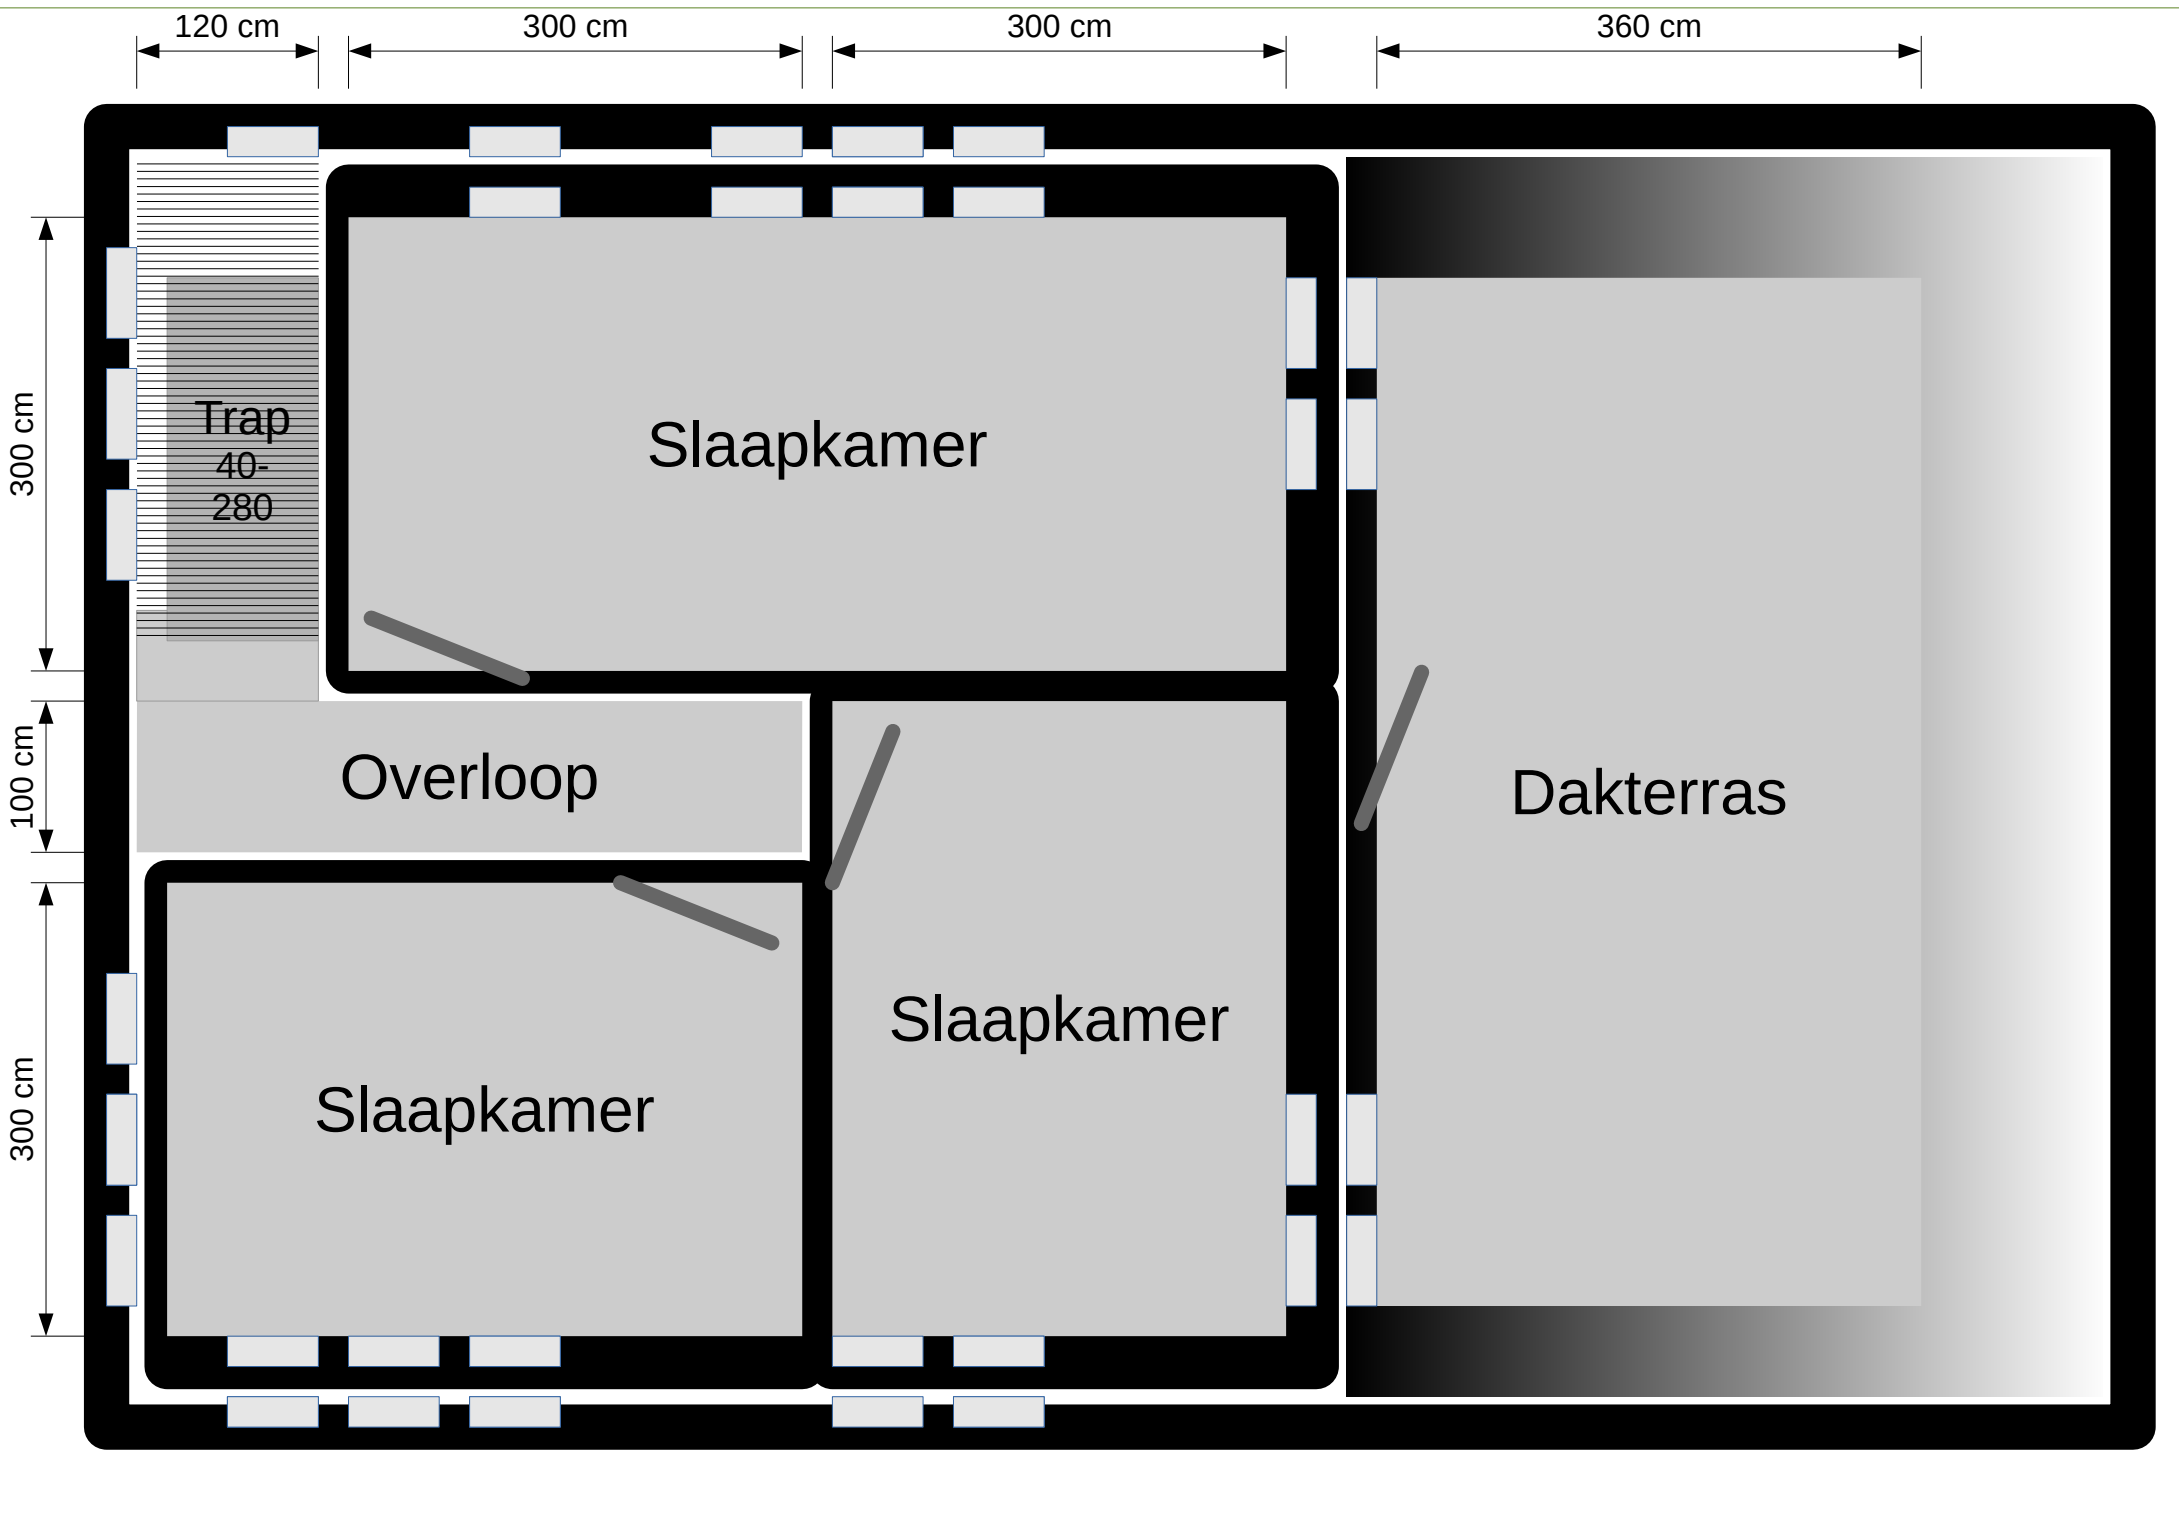 120 cm
300 cm
300 cm
360 cm
300 cm
Trap
40-
280
Slaapkamer
100 cm
Overloop
Dakterras
300 cm
Slaapkamer
Slaapkamer